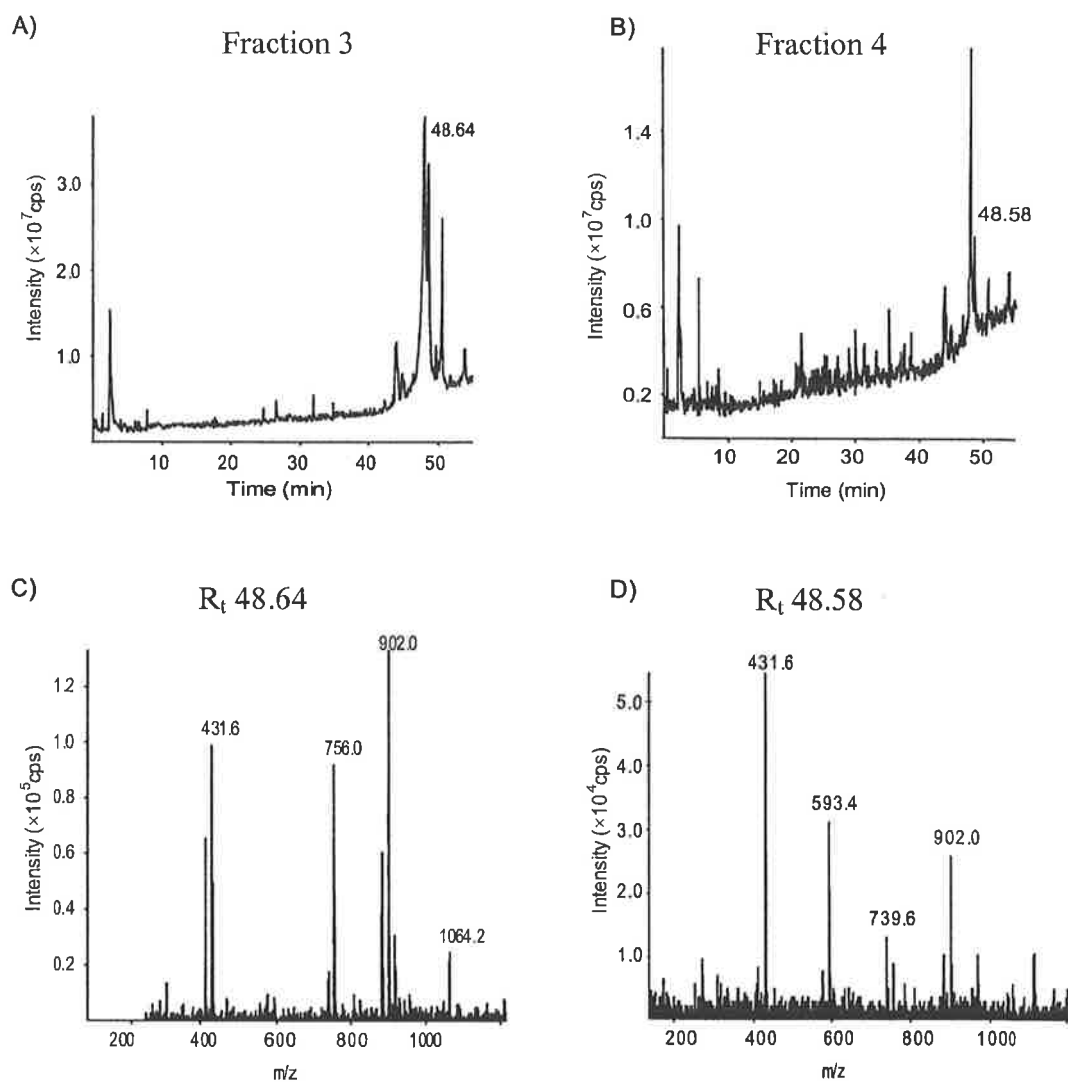 A)
Fraction 3
Intensity (×10⁷cps)
3.0
2.0
1.0
48.64
10 20 30 40 50
Time (min)
B)
Fraction 4
Intensity (×10⁷cps)
1.4
1.0
0.6
0.2
48.58
10 20 30 40 50
Time (min)
C)
Rₜ 48.64
Intensity (×10⁵cps)
12
1.0
0.8
0.6
0.4
0.2
431.6
756.0
902.0
1064.2
200 400 600 800 1000
m/z
D)
Rₜ 48.58
Intensity (×10⁴cps)
5.0
4.0
3.0
2.0
1.0
431.6
593.4
739.6
902.0
200 400 600 800 1000
m/z